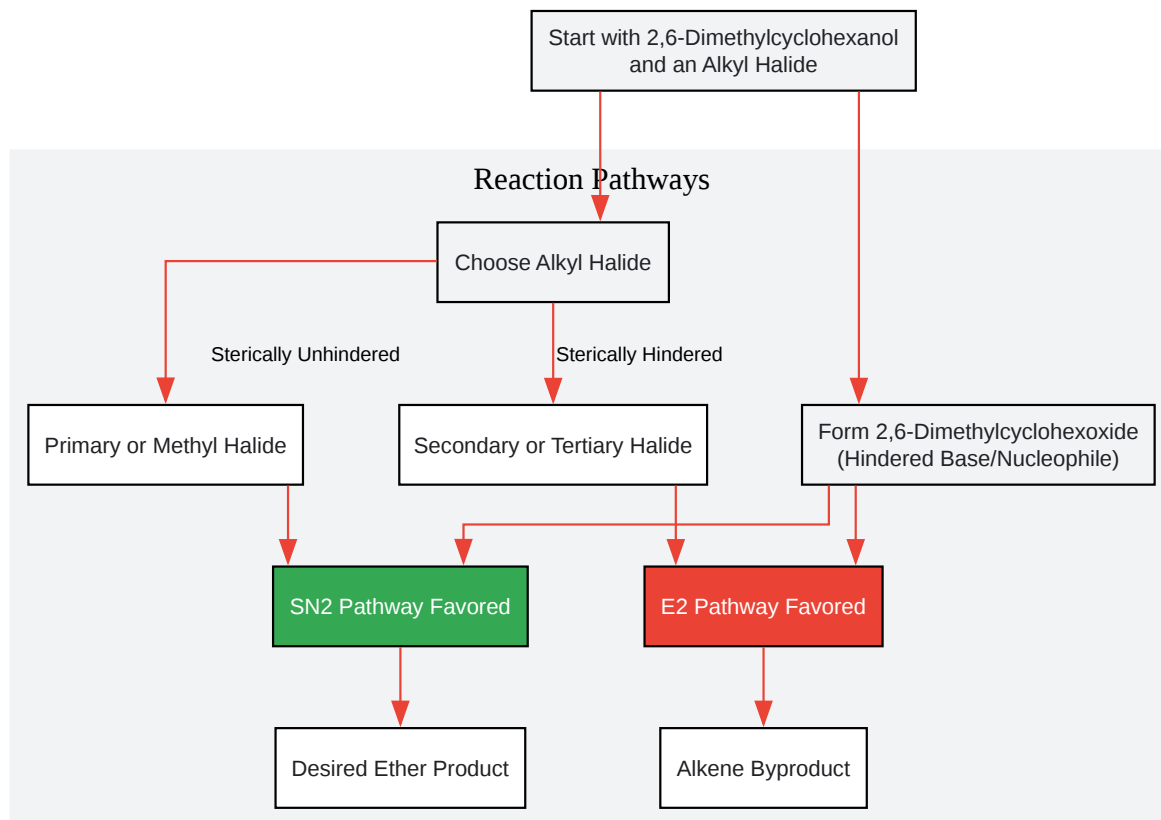 Start with 2,6-Dimethylcyclohexanol
and an Alkyl Halide
Reaction Pathways
Choose Alkyl Halide
Sterically Unhindered
Sterically Hindered
Primary or Methyl Halide
Secondary or Tertiary Halide
Form 2,6-Dimethylcyclohexoxide
(Hindered Base/Nucleophile)
SN2 Pathway Favored
E2 Pathway Favored
Desired Ether Product
Alkene Byproduct